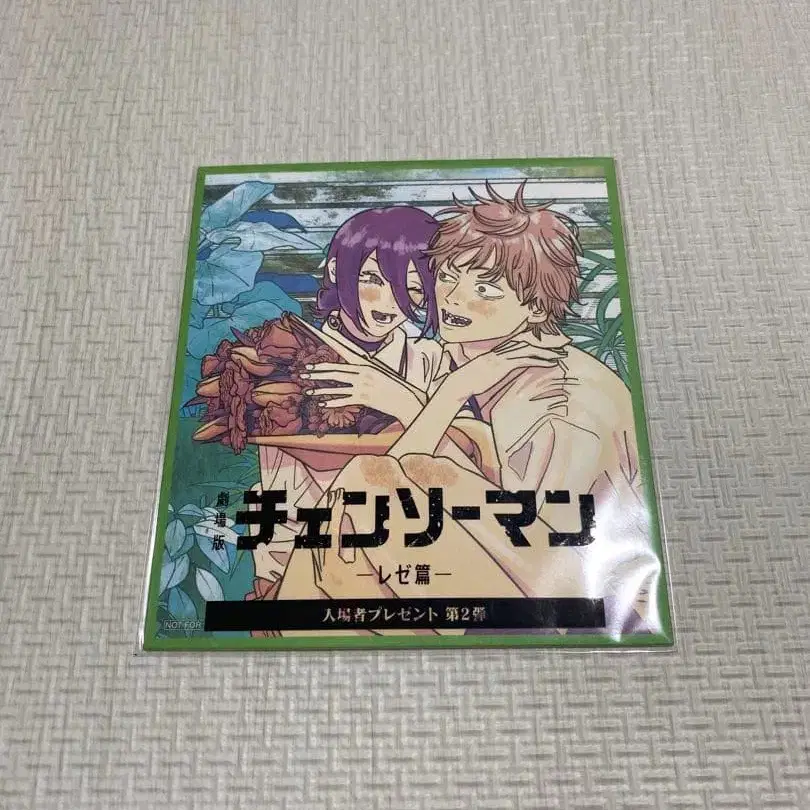 劇場版
チェンソーマン
―レゼ篇―
入場者プレゼント 第2弾
NOT FOR